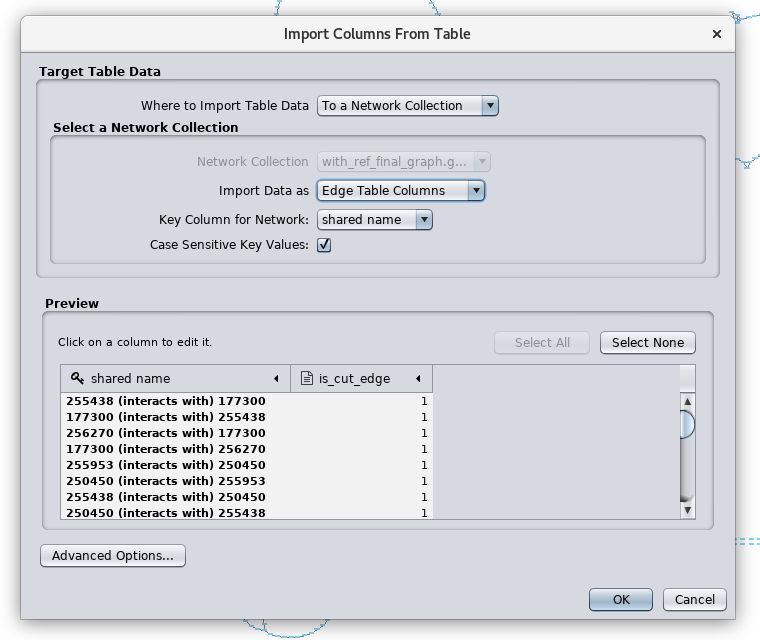 Import Columns From Table
Target Table Data
Where to Import Table Data To a Network Collection
Select a Network Collection
Network Collection with_ref_final_graph.g...
Import Data as Edge Table Columns
Key Column for Network: shared name
Case Sensitive Key Values:
Preview
Click on a column to edit it. Select All Select None
shared name is_cut_edge
255438 (interacts with) 177300 1
177300 (interacts with) 255438 1
256270 (interacts with) 177300 1
177300 (interacts with) 256270 1
255953 (interacts with) 250450 1
250450 (interacts with) 255953 1
255438 (interacts with) 250450 1
250450 (interacts with) 255438 1
Advanced Options...
OK Cancel